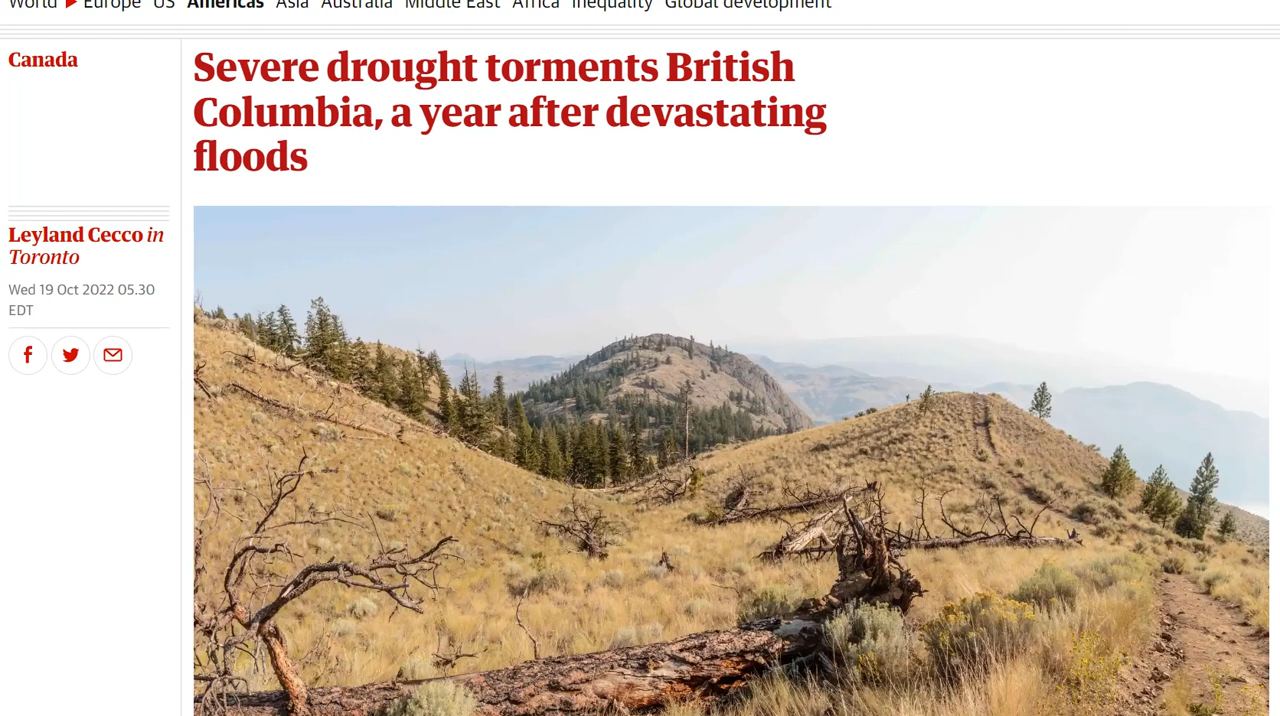 World Europe US Americas Asia Australia Middle East Africa Inequality Global development
Canada
Severe drought torments British
Columbia, a year after devastating
floods
Leyland Cecco in
Toronto
Wed 19 Oct 2022 05.30
EDT